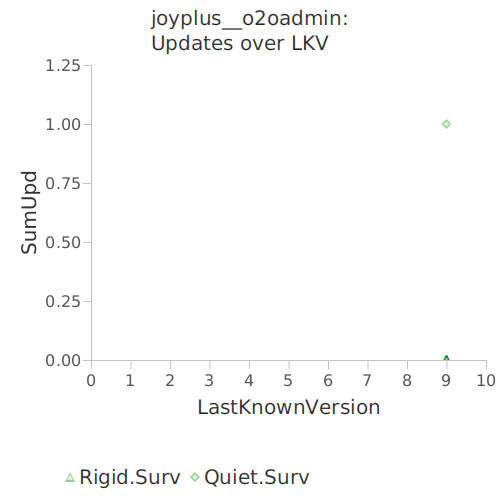 joyplus__o2oadmin:
Updates over LKV
1.25
1.00
0.75
0.50
0.25
0.00
SumUpd
0 1 2 3 4 5 6 7 8 9 10
LastKnownVersion
Rigid.Surv Quiet.Surv